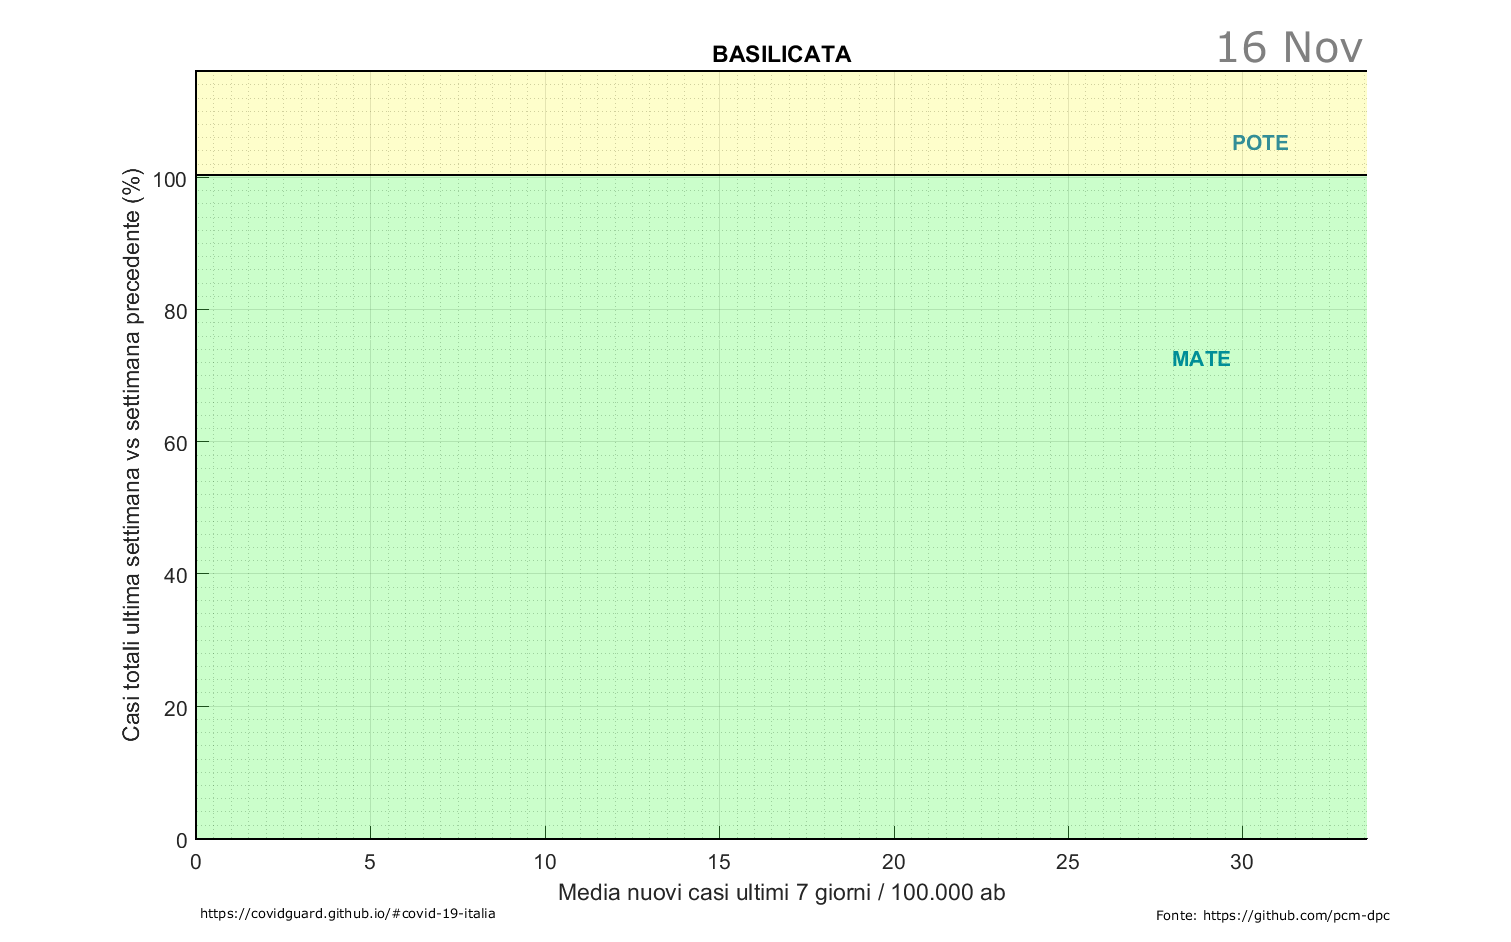 BASILICATA
16 Nov
POTE
MATE
100
80
60
40
20
0
0 5 10 15 20 25 30
Casi totali ultima settimana vs settimana precedente (%)
Media nuovi casi ultimi 7 giorni / 100.000 ab
https://covidguard.github.io/#covid-19-italia
Fonte: https://github.com/pcm-dpc